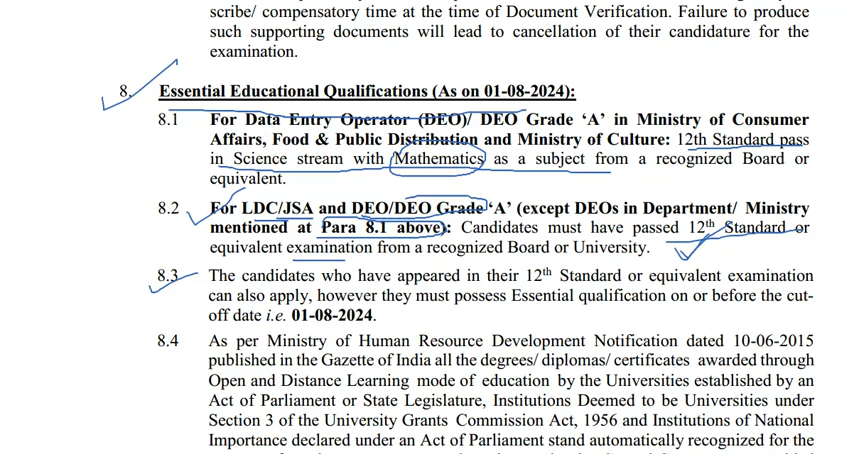 scribe/ compensatory time at the time of Document Verification. Failure to produce
such supporting documents will lead to cancellation of their candidature for the
examination.
8. Essential Educational Qualifications (As on 01-08-2024):
8.1 For Data Entry Operator (DEO)/ DEO Grade ‘A’ in Ministry of Consumer
Affairs, Food & Public Distribution and Ministry of Culture: 12th Standard pass
in Science stream with Mathematics as a subject from a recognized Board or
equivalent.
8.2 For LDC/JSA and DEO/DEO Grade ‘A’ (except DEOs in Department/ Ministry
mentioned at Para 8.1 above): Candidates must have passed 12th Standard or
equivalent examination from a recognized Board or University.
8.3 The candidates who have appeared in their 12th Standard or equivalent examination
can also apply, however they must possess Essential qualification on or before the cut-
off date i.e. 01-08-2024.
8.4 As per Ministry of Human Resource Development Notification dated 10-06-2015
published in the Gazette of India all the degrees/ diplomas/ certificates awarded through
Open and Distance Learning mode of education by the Universities established by an
Act of Parliament or State Legislature, Institutions Deemed to be Universities under
Section 3 of the University Grants Commission Act, 1956 and Institutions of National
Importance declared under an Act of Parliament stand automatically recognized for the